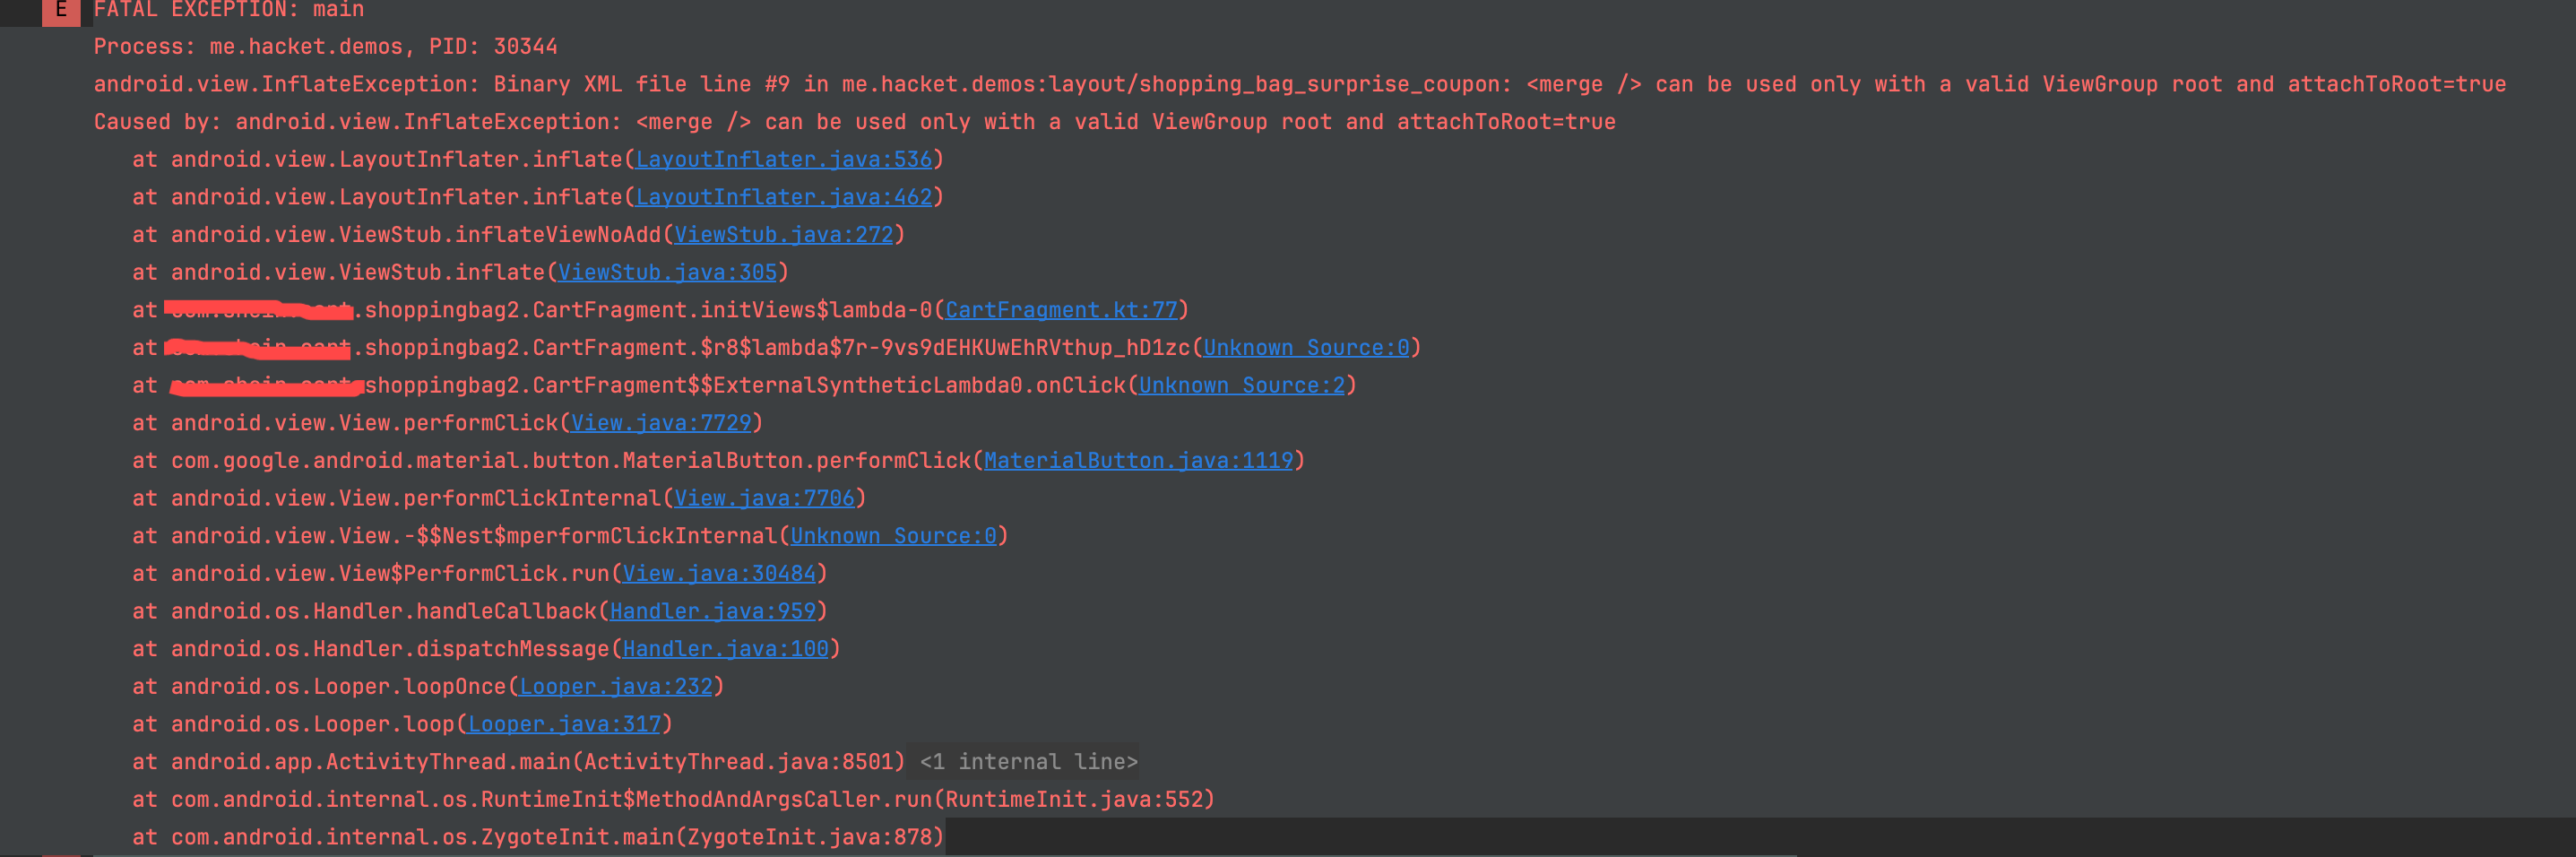 E FATAL EXCEPTION: main
Process: me.hacket.demos, PID: 30344
android.view.InflateException: Binary XML file line #9 in me.hacket.demos:layout/shopping_bag_surprise_coupon: <merge /> can be used only with a valid ViewGroup root and attachToRoot=true
Caused by: android.view.InflateException: <merge /> can be used only with a valid ViewGroup root and attachToRoot=true
at android.view.LayoutInflater.inflate(LayoutInflater.java:536)
at android.view.LayoutInflater.inflate(LayoutInflater.java:462)
at android.view.ViewStub.inflateViewNoAdd(ViewStub.java:272)
at android.view.ViewStub.inflate(ViewStub.java:305)
at .shoppingbag2.CartFragment.initViews$lambda-0(CartFragment.kt:77)
at .shoppingbag2.CartFragment.$r8$lambda$7r-9vs9dEHKUwEhRVthup_hD1zc(Unknown Source:0)
at shoppingbag2.CartFragment$$ExternalSyntheticLambda0.onClick(Unknown Source:2)
at android.view.View.performClick(View.java:7729)
at com.google.android.material.button.MaterialButton.performClick(MaterialButton.java:1119)
at android.view.View.performClickInternal(View.java:7706)
at android.view.View.-$$Nest$mperformClickInternal(Unknown Source:0)
at android.view.View$PerformClick.run(View.java:30484)
at android.os.Handler.handleCallback(Handler.java:959)
at android.os.Handler.dispatchMessage(Handler.java:100)
at android.os.Looper.loopOnce(Looper.java:232)
at android.os.Looper.loop(Looper.java:317)
at android.app.ActivityThread.main(ActivityThread.java:8501) <1 internal line>
at com.android.internal.os.RuntimeInit$MethodAndArgsCaller.run(RuntimeInit.java:552)
at com.android.internal.os.ZygoteInit.main(ZygoteInit.java:878)